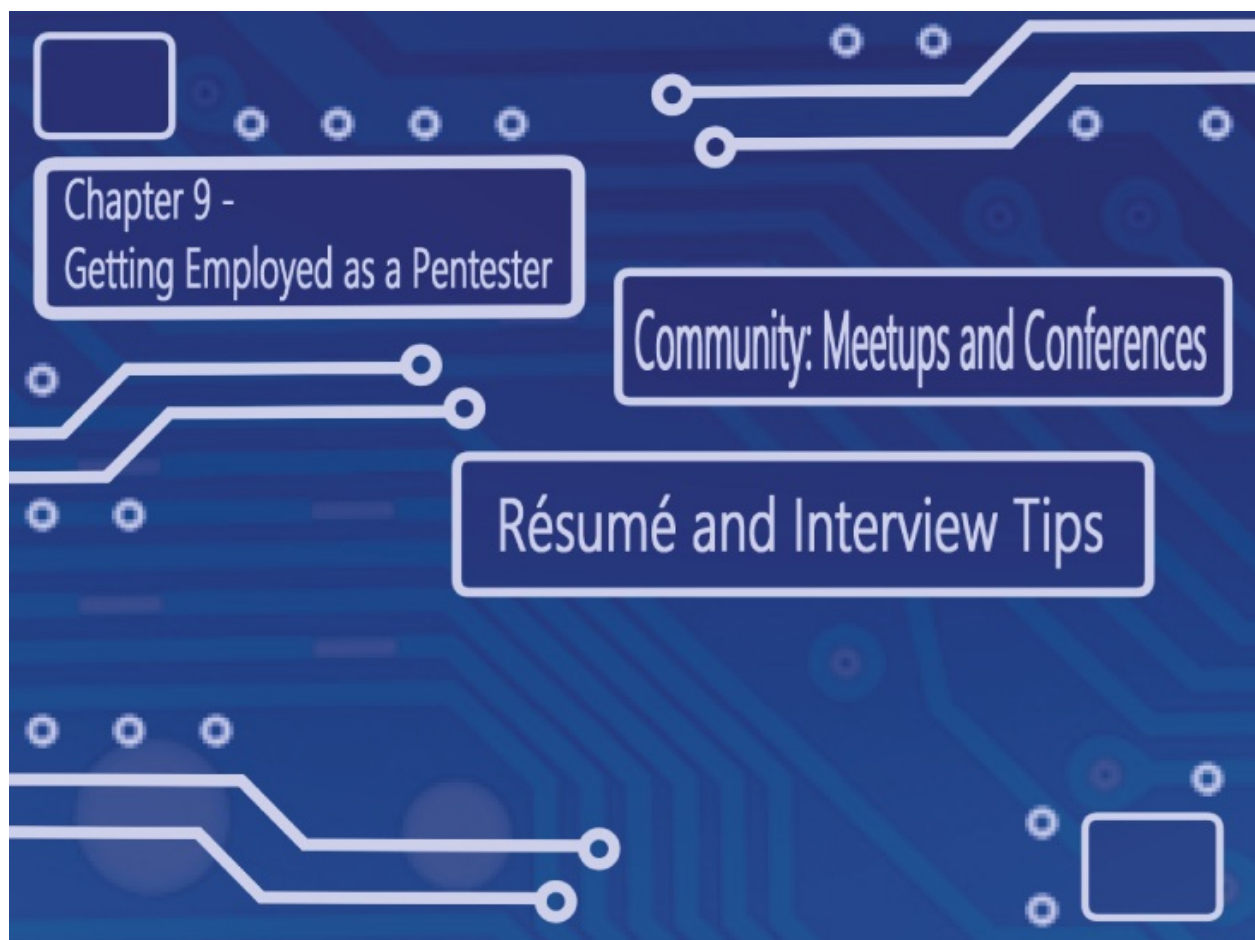 Chapter 9 -
Getting Employed as a Pentester
Community: Meetups and Conferences
Résumé and Interview Tips